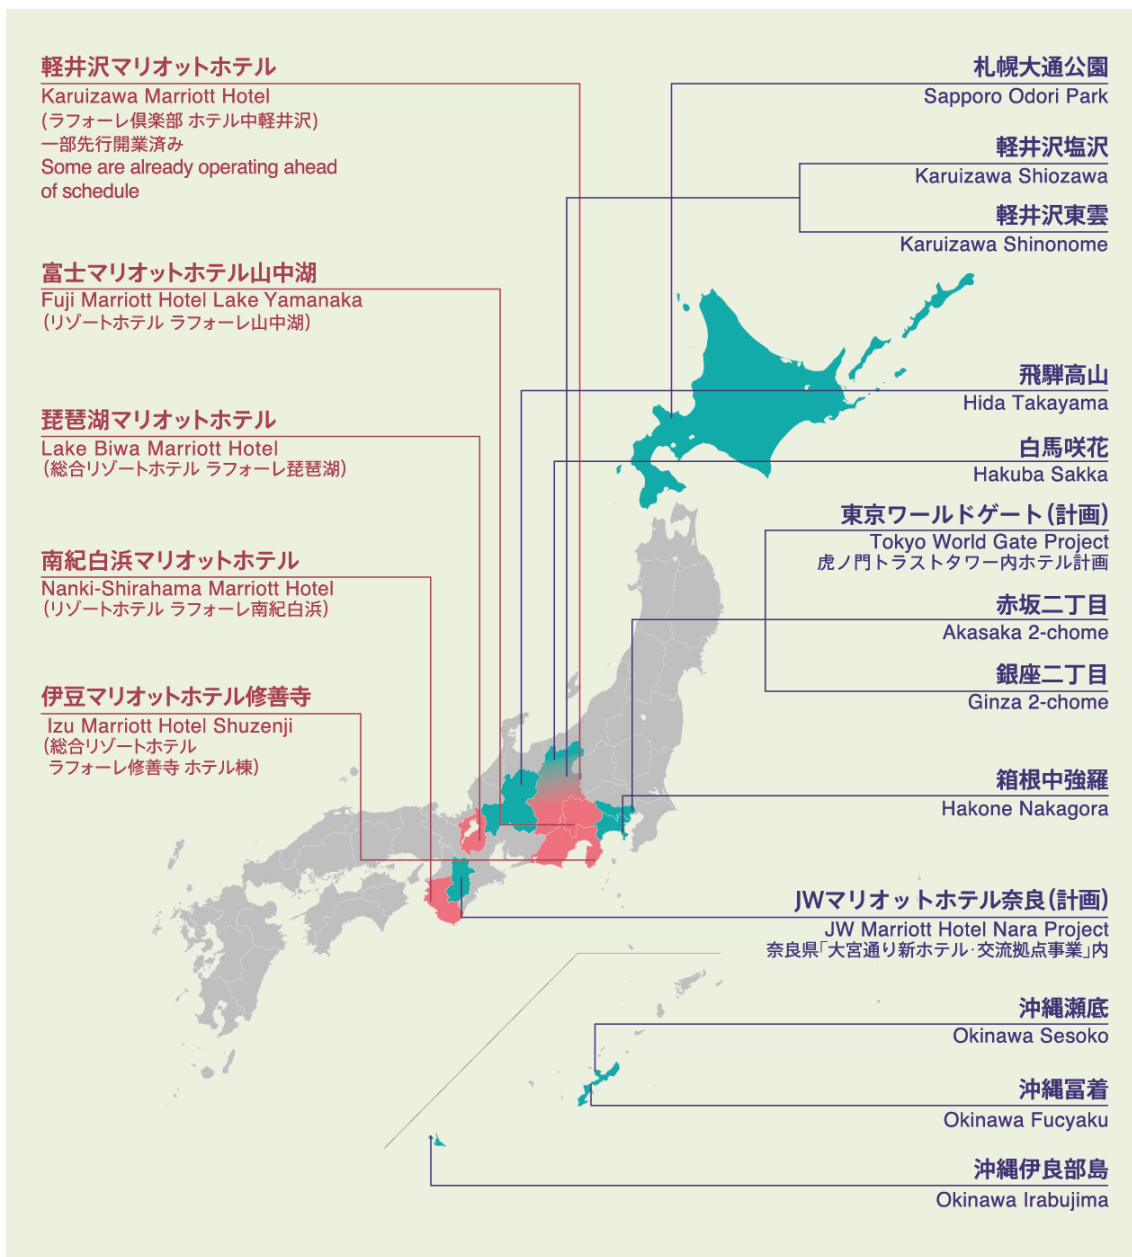 軽井沢マリオットホテル
Karuizawa Marriott Hotel
(ラフォーレ倶楽部 ホテル中軽井沢)
一部先行開業済み
Some are already operating ahead
of schedule
富士マリオットホテル山中湖
Fuji Marriott Hotel Lake Yamanaka
(リゾートホテル ラフォーレ山中湖)
琵琶湖マリオットホテル
Lake Biwa Marriott Hotel
(総合リゾートホテル ラフォーレ琵琶湖)
南紀白浜マリオットホテル
Nanki-Shirahama Marriott Hotel
(リゾートホテル ラフォーレ南紀白浜)
伊豆マリオットホテル修善寺
Izu Marriott Hotel Shuzenji
(総合リゾートホテル
ラフォーレ修善寺 ホテル棟)
札幌大通公園
Sapporo Odori Park
軽井沢塩沢
Karuizawa Shiozawa
軽井沢東雲
Karuizawa Shinonome
飛騨高山
Hida Takayama
白馬咲花
Hakuba Sakka
東京ワールドゲート(計画)
Tokyo World Gate Project
虎ノ門トラストタワー内ホテル計画
赤坂二丁目
Akasaka 2-chome
銀座二丁目
Ginza 2-chome
箱根中強羅
Hakone Nakagora
JWマリオットホテル奈良(計画)
JW Marriott Hotel Nara Project
奈良県「大宮通り新ホテル・交流拠点事業」内
沖縄瀬底
Okinawa Sesoko
沖縄冨着
Okinawa Fucyaku
沖縄伊良部島
Okinawa Irabujima